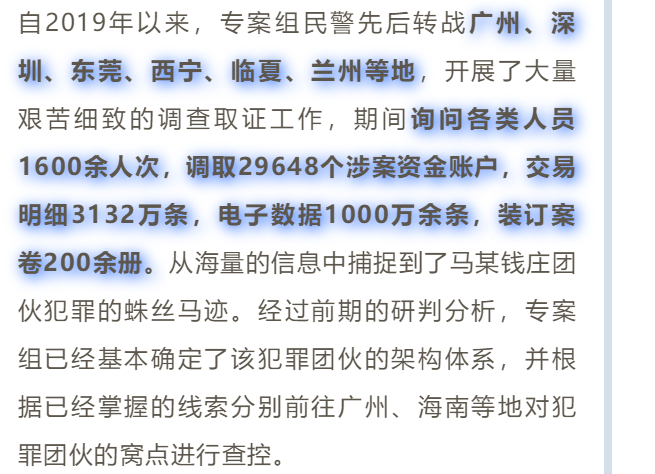 自2019年以来，专案组民警先后转战广州、深
圳、东莞、西宁、临夏、兰州等地，开展了大量
艰苦细致的调查取证工作，期间询问各类人员
1600余人次，调取29648个涉案资金账户，交易
明细3132万条，电子数据1000万余条，装订案
卷200余册。从海量的信息中捕捉到了马某钱庄团
伙犯罪的蛛丝马迹。经过前期的研判分析，专案
组已经基本确定了该犯罪团伙的架构体系，并根
据已经掌握的线索分别前往广州、海南等地对犯
罪团伙的窝点进行查控。